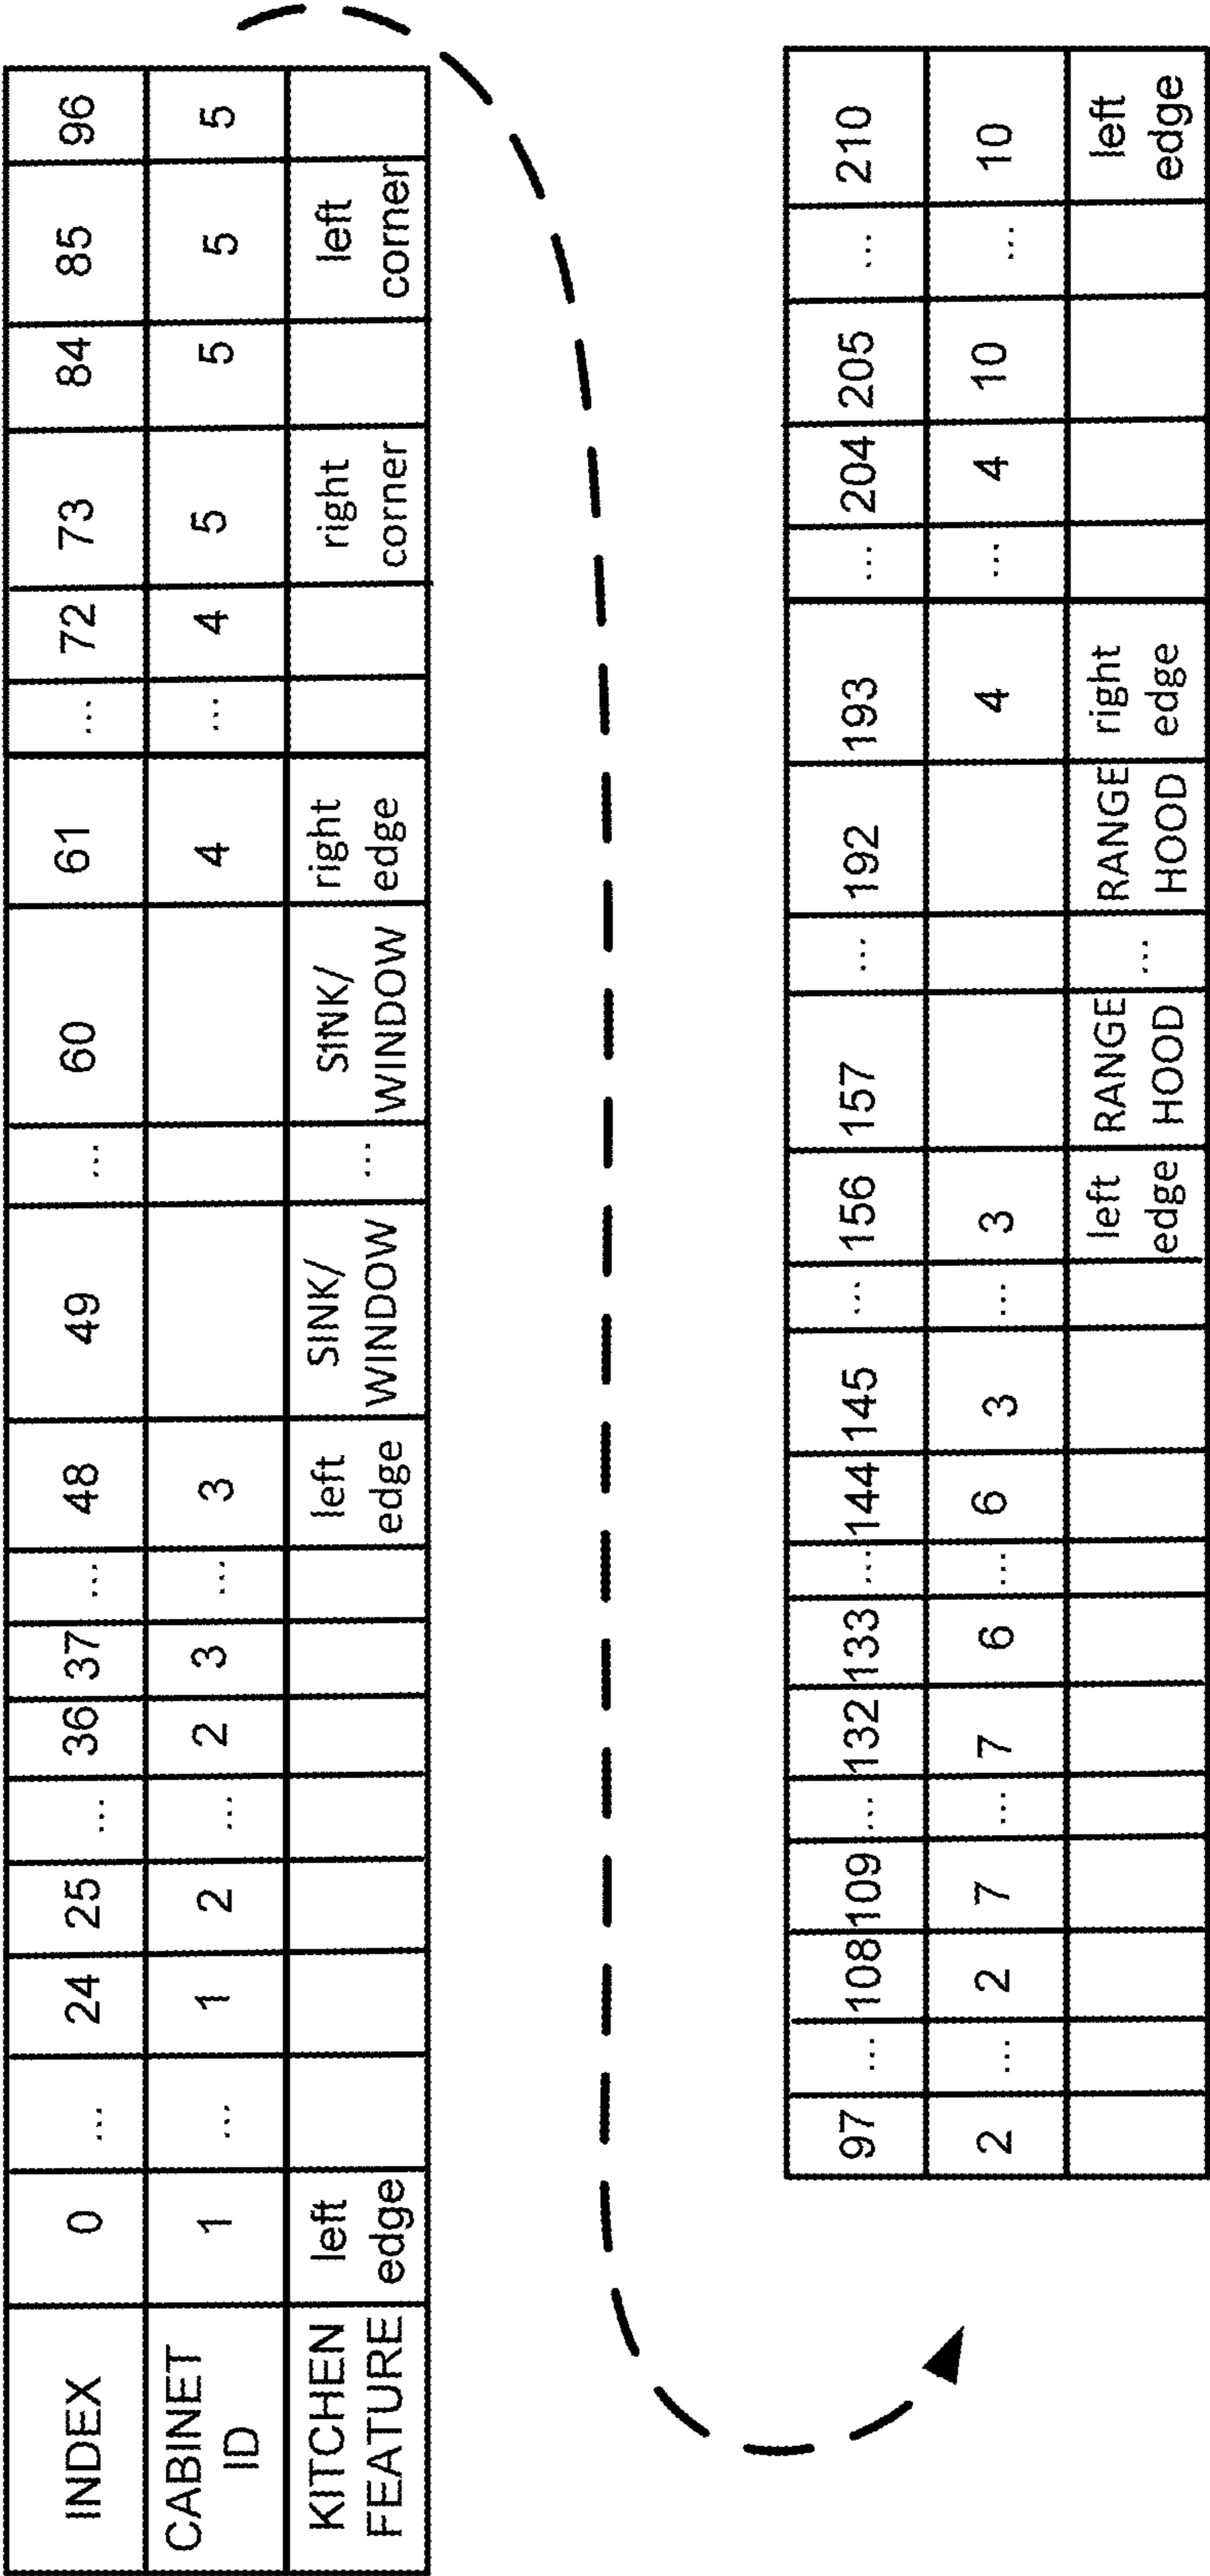 INDEX 0 ... 24 25 ... 36 37 ... 48 49 ... 60 61 ... 72 73 84 85 96
CABINET ID 1 ... 1 2 ... 2 3 ... 3 4 ... 4 5 5 5 5
KITCHEN FEATURE left edge left edge SINK/ WINDOW ... SINK/ WINDOW right edge right corner left corner
97 ... 108 109 ... 132 133 ... 144 145 ... 156 157 ... 192 193 ... 204 205 ... 210
2 ... 2 7 ... 7 6 ... 6 3 ... 3 4 ... 4 10 ... 10
left edge RANGE HOOD ... RANGE HOOD right edge left edge